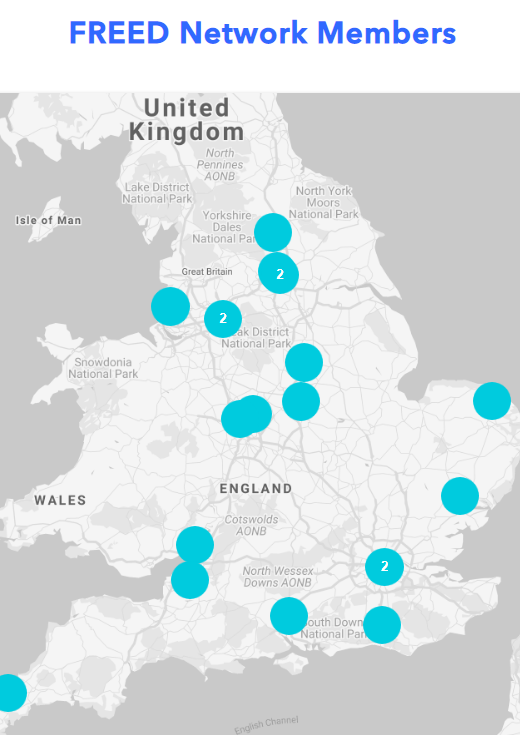 FREED Network Members
United
Kingdom
North
Pennines
AONB
Lake District
National Park
North York
Moors
National Park
Isle of Man
Yorkshire
Dales
National Par
Great Britain
2
2
ak District
National Park
Snowdonia
National Park
WALES
ENGLAND
Cotswolds
AONB
North Wessex
Downs AONB
2
outh Down
National Par
English Channel